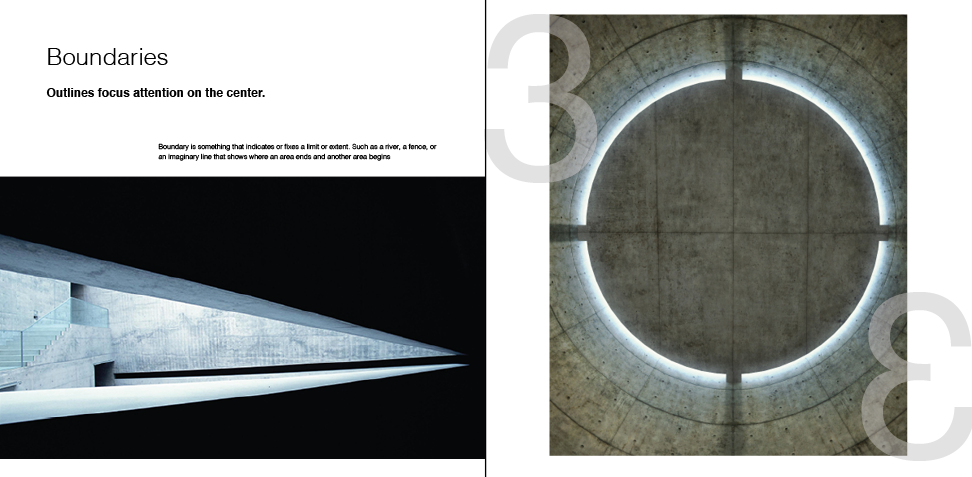 Boundaries
Outlines focus attention on the center.
Boundary is something that indicates or fixes a limit or extent. Such as a river, a fence, or
an imaginary line that shows where an area ends and another area begins
3
3